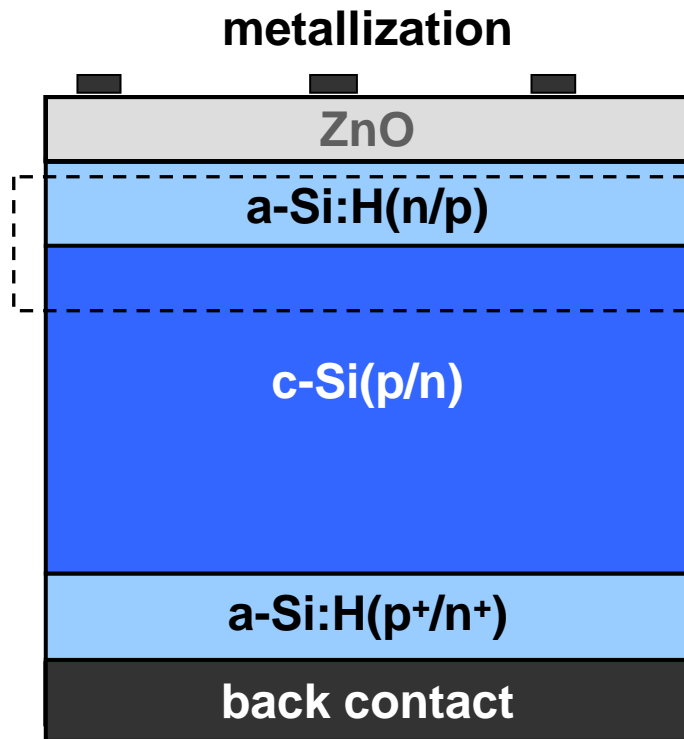 metallization
ZnO
a-Si:H(n/p)
c-Si(p/n)
a-Si:H(p⁺/n⁺)
back contact